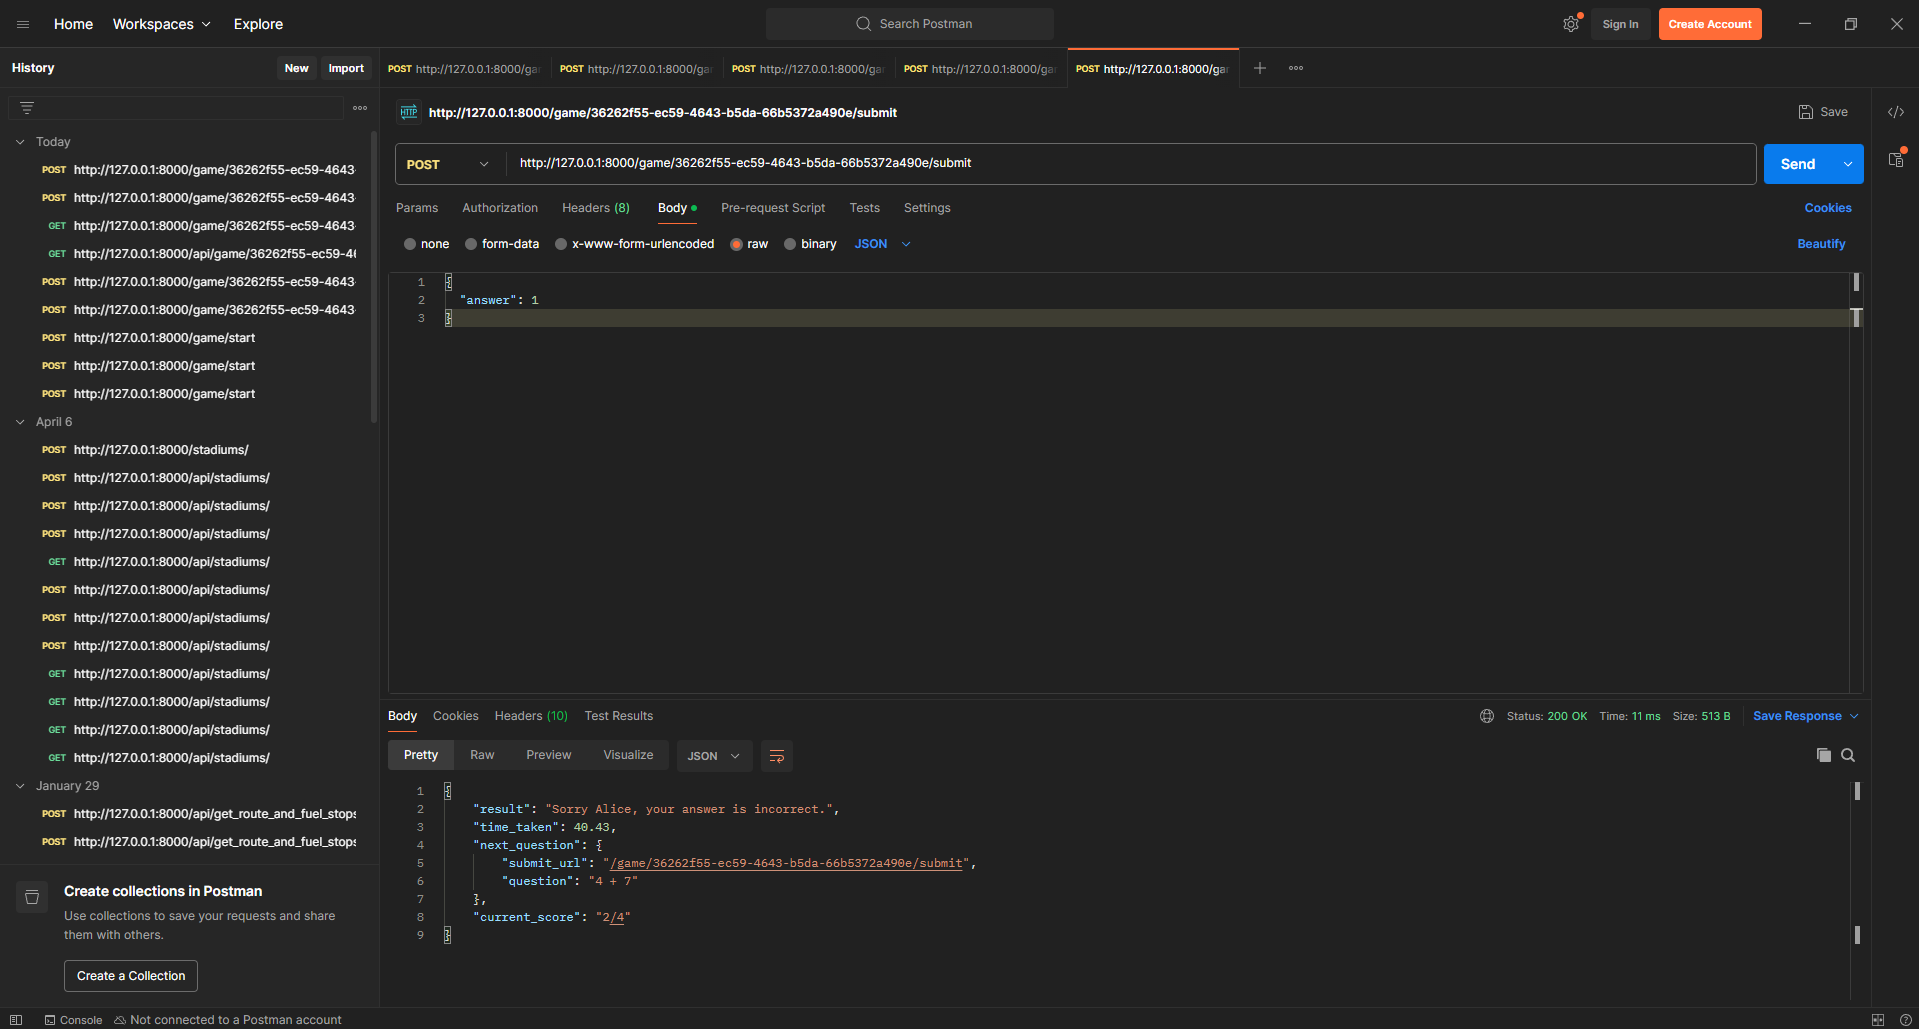 Home Workspaces Explore Search Postman Sign In Create Account
History New Import
POST http://127.0.0.1:8000/gar POST http://127.0.0.1:8000/gar POST http://127.0.0.1:8000/gar POST http://127.0.0.1:8000/gar POST http://127.0.0.1:8000/gar
Today
POST http://127.0.0.1:8000/game/36262f55-ec59-4643-
POST http://127.0.0.1:8000/game/36262f55-ec59-4643-
GET http://127.0.0.1:8000/game/36262f55-ec59-4643-
GET http://127.0.0.1:8000/api/game/36262f55-ec59-46
POST http://127.0.0.1:8000/game/36262f55-ec59-4643-
POST http://127.0.0.1:8000/game/36262f55-ec59-4643-
POST http://127.0.0.1:8000/game/start
POST http://127.0.0.1:8000/game/start
POST http://127.0.0.1:8000/game/start
April 6
POST http://127.0.0.1:8000/stadiums/
POST http://127.0.0.1:8000/api/stadiums/
POST http://127.0.0.1:8000/api/stadiums/
POST http://127.0.0.1:8000/api/stadiums/
GET http://127.0.0.1:8000/api/stadiums/
POST http://127.0.0.1:8000/api/stadiums/
POST http://127.0.0.1:8000/api/stadiums/
POST http://127.0.0.1:8000/api/stadiums/
GET http://127.0.0.1:8000/api/stadiums/
GET http://127.0.0.1:8000/api/stadiums/
GET http://127.0.0.1:8000/api/stadiums/
GET http://127.0.0.1:8000/api/stadiums/
January 29
POST http://127.0.0.1:8000/api/get_route_and_fuel_stops
POST http://127.0.0.1:8000/api/get_route_and_fuel_stops
Create collections in Postman
Use collections to save your requests and share
them with others.
Create a Collection
HTTP http://127.0.0.1:8000/game/36262f55-ec59-4643-b5da-66b5372a490e/submit Save
POST http://127.0.0.1:8000/game/36262f55-ec59-4643-b5da-66b5372a490e/submit Send
Params Authorization Headers (8) Body Pre-request Script Tests Settings Cookies
none form-data x-www-form-urlencoded raw binary JSON Beautify
1 {
2 "answer": 1
3 }
Body Cookies Headers (10) Test Results Status: 200 OK Time: 11 ms Size: 513 B Save Response
Pretty Raw Preview Visualize JSON
1 {
2 "result": "Sorry Alice, your answer is incorrect.",
3 "time_taken": 40.43,
4 "next_question": {
5 "submit_url": "/game/36262f55-ec59-4643-b5da-66b5372a490e/submit",
6 "question": "4 + 7"
7 },
8 "current_score": "2/4"
9 }
Console Not connected to a Postman account